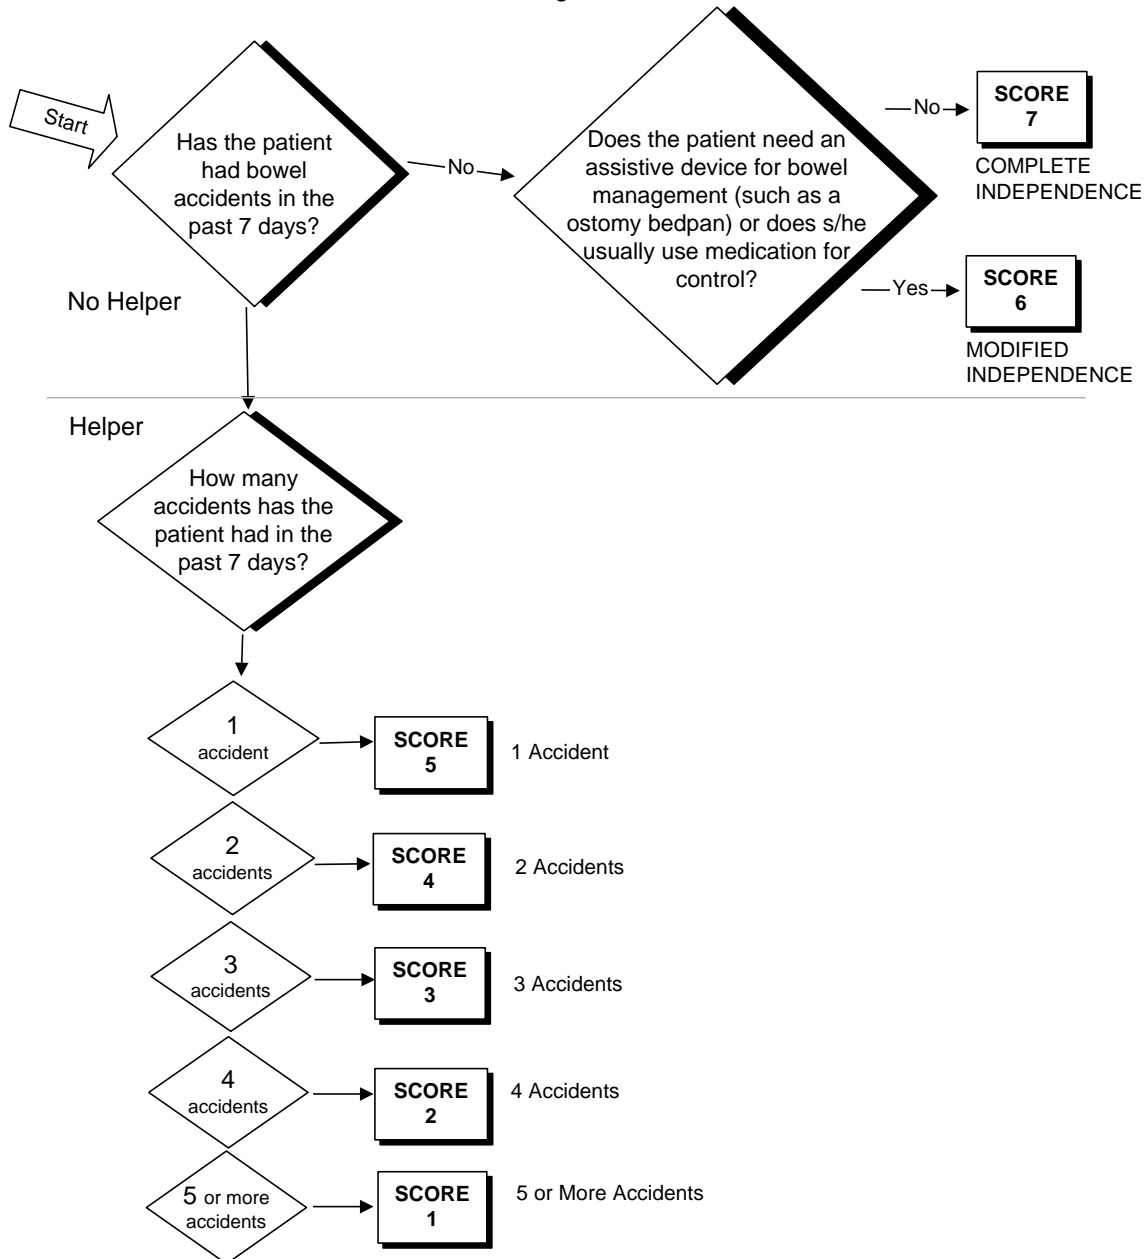 Start
Has the patient
had bowel
accidents in the
past 7 days?
No
Does the patient need an
assistive device for bowel
management (such as a
ostomy bedpan) or does s/he
usually use medication for
control?
No
SCORE
7
COMPLETE
INDEPENDENCE
Yes
SCORE
6
MODIFIED
INDEPENDENCE
No Helper
Helper
How many
accidents has the
patient had in the
past 7 days?
1
accident
SCORE
5
1 Accident
2
accidents
SCORE
4
2 Accidents
3
accidents
SCORE
3
3 Accidents
4
accidents
SCORE
2
4 Accidents
5 or more
accidents
SCORE
1
5 or More Accidents